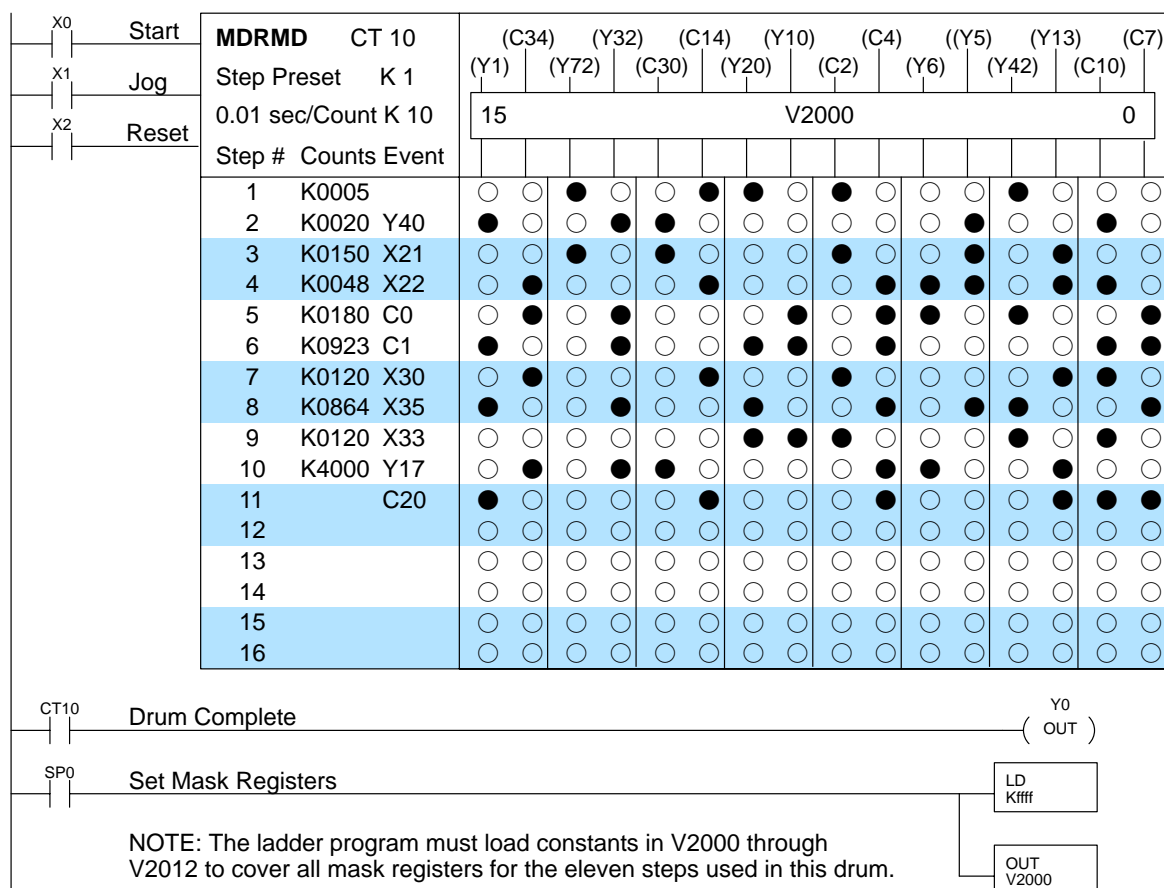 X0 Start
X1 Jog
X2 Reset
MDRMD CT 10
Step Preset K 1
0.01 sec/Count K 10
Step # Counts Event
(C34) (Y32) (C14) (Y10) (C4) ((Y5) (Y13) (C7)
(Y1) (Y72) (C30) (Y20) (C2) (Y6) (Y42) (C10)
15 V2000 0
1 K0005
2 K0020 Y40
3 K0150 X21
4 K0048 X22
5 K0180 C0
6 K0923 C1
7 K0120 X30
8 K0864 X35
9 K0120 X33
10 K4000 Y17
11 C20
12
13
14
15
16
CT10 Drum Complete Y0
OUT
SP0 Set Mask Registers LD
Kffff
NOTE: The ladder program must load constants in V2000 through
V2012 to cover all mask registers for the eleven steps used in this drum.
OUT
V2000